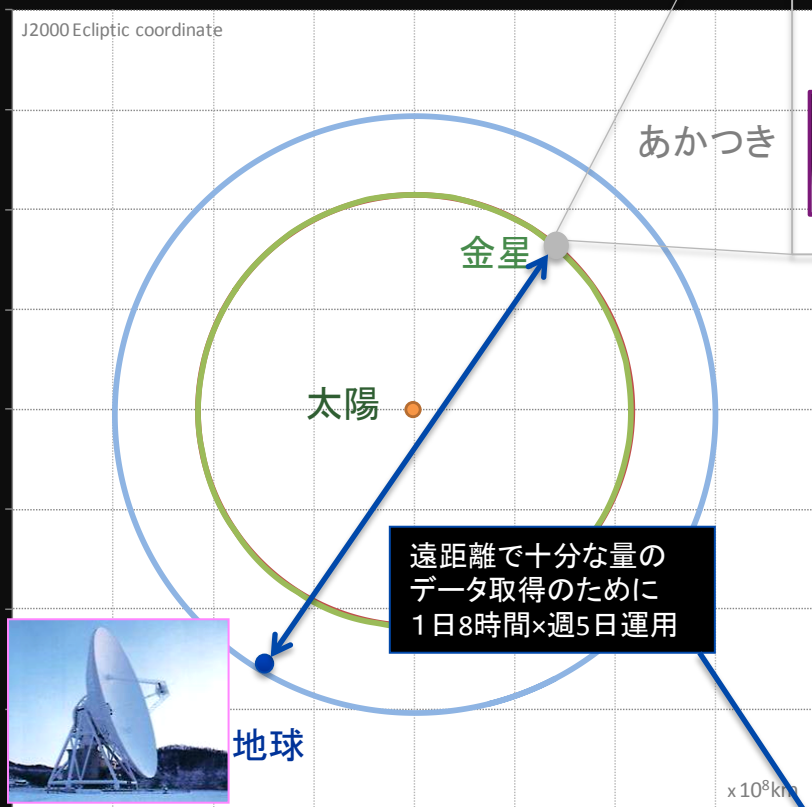 J2000 Ecliptic coordinate
あかつき
金星
太陽
遠距離で十分な量の
データ取得のために
1日8時間×週5日運用
地球
x 10⁸km